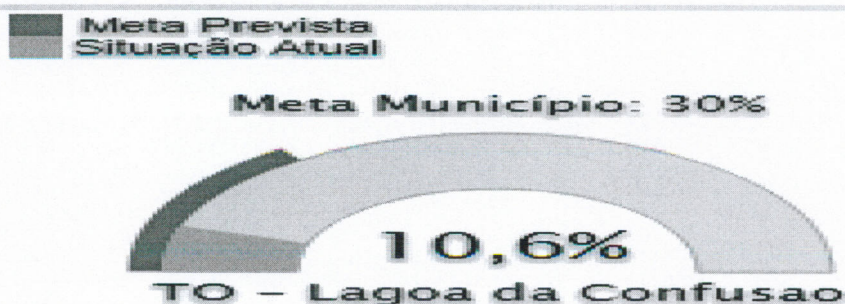 Meta Prevista
Situação Atual
Meta Município: 30%
10,6%
TO – Lagoa da Confusao